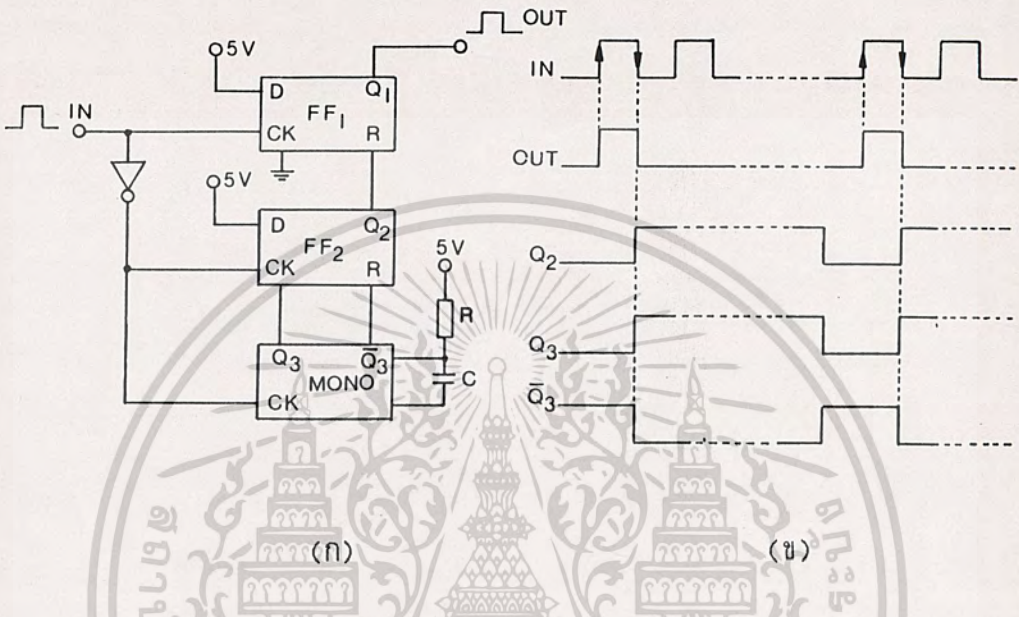 OUT
5V
IN
D
Q1
FF1
CK
R
5V
D
Q2
FF2
CK
R
5V
R
Q3
Q̅3
MONO
C
CK
(ก)
IN
OUT
Q2
Q3
Q̅3
(ข)